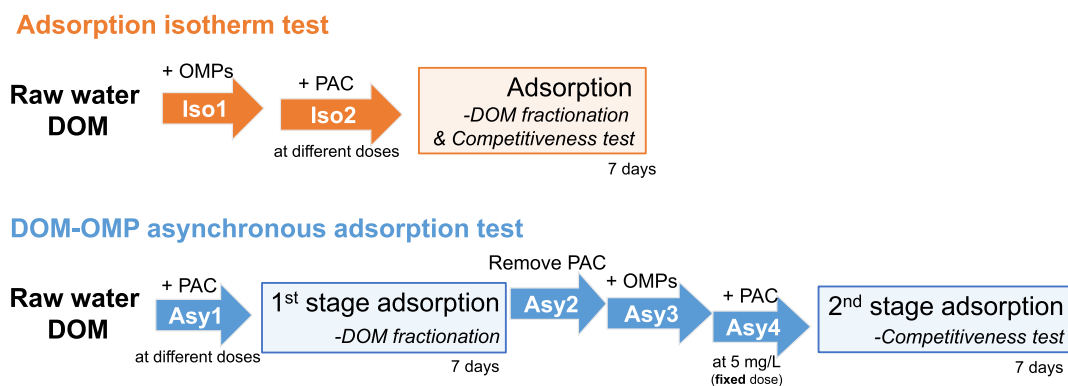 Adsorption isotherm test
Raw water
DOM
+ OMPs
Iso1
+ PAC
Iso2
at different doses
Adsorption
-DOM fractionation
& Competitiveness test
7 days
DOM-OMP asynchronous adsorption test
Raw water
DOM
+ PAC
Asy1
at different doses
1st stage adsorption
-DOM fractionation
7 days
Remove PAC
Asy2
+ OMPs
Asy3
+ PAC
Asy4
at 5 mg/L
(fixed dose)
2nd stage adsorption
-Competitiveness test
7 days